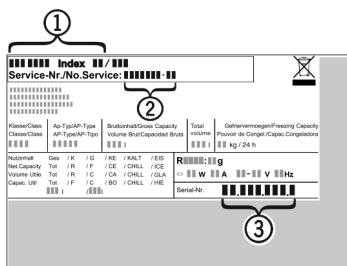 1
Index /
Service-Nr./No.Service: -
2
Klasse/Class Ap-Typ/AP-Type Bruttoinhalt/Gross Capacity Total Gefriervermoegen/Freezing Capacity
Classe/Clase AP-Type/AP-Tipo Volume Brut/Capacidad Bruta volume Pouvoir de Congel./Capac.Congeladora
l l kg / 24 h
Nutzinhalt Ges / K / G / KE / KALT / EIS
Net.Capacity Tot / R / F / CE / CHILL / ICE
Volume Utile Tot / R / C / CA / CHILL / GLA
Capac. Util Tot / F / C / BO / CHILL / HIE
l / l
R : g
W A - V Hz
Serial-Nr. . . .
3